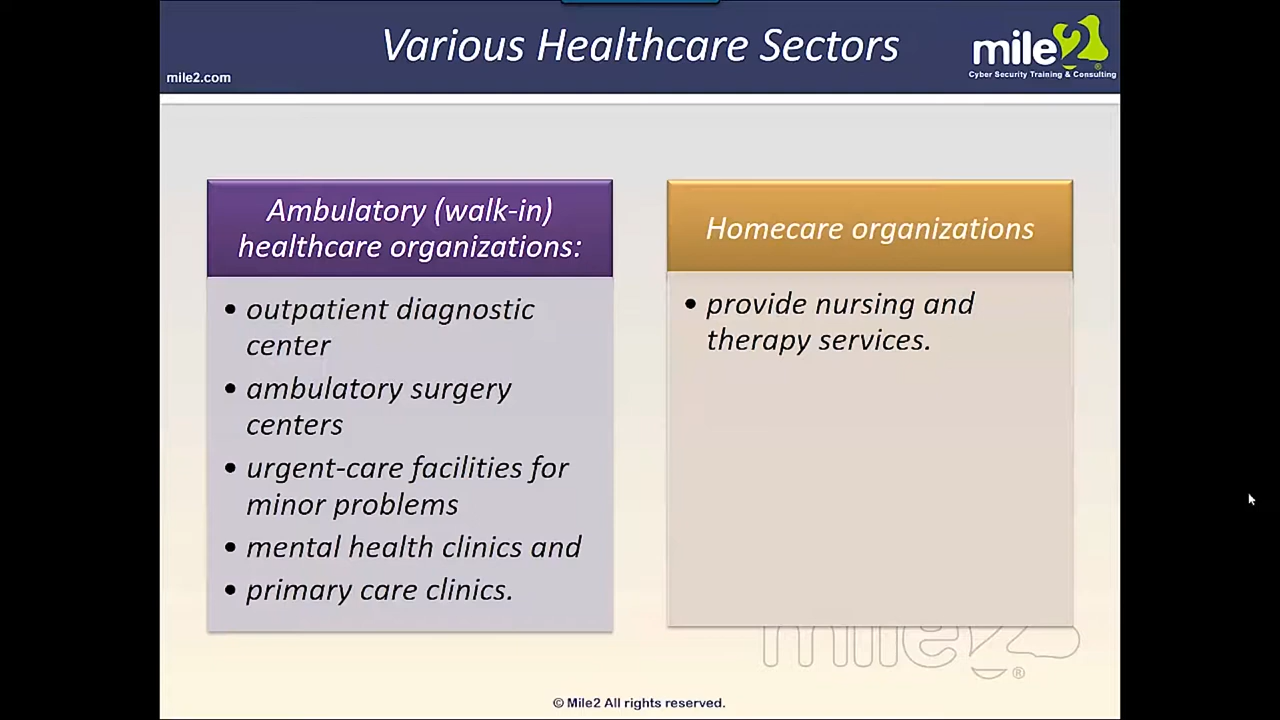 Various Healthcare Sectors
mile2
Cyber Security Training & Consulting
mile2.com
Ambulatory (walk-in)
healthcare organizations:
• outpatient diagnostic
center
• ambulatory surgery
centers
• urgent-care facilities for
minor problems
• mental health clinics and
• primary care clinics.
Homecare organizations
• provide nursing and
therapy services.
mile2
®
© Mile2 All rights reserved.